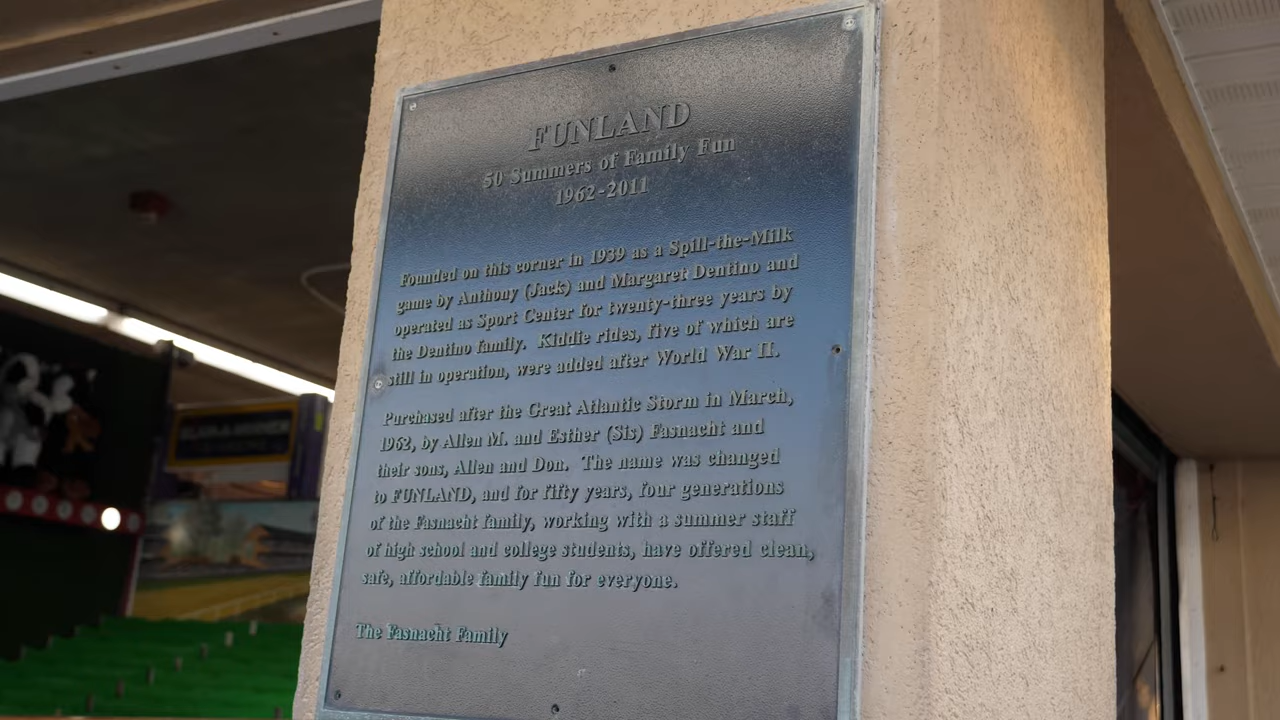 FUNLAND
50 Summers of Family Fun
1962-2011
Founded on this corner in 1939 as a Spill-the-Milk
game by Anthony (Jack) and Margaret Dentino and
operated as Sport Center for twenty-three years by
the Dentino family. Kiddie rides, five of which are
still in operation, were added after World War II.
Purchased after the Great Atlantic Storm in March,
1962, by Allen M. and Esther (Sis) Fasnacht and
their sons, Allen and Don. The name was changed
to FUNLAND, and for fifty years, four generations
of the Fasnacht family, working with a summer staff
of high school and college students, have offered clean,
safe, affordable family fun for everyone.
The Fasnacht Family